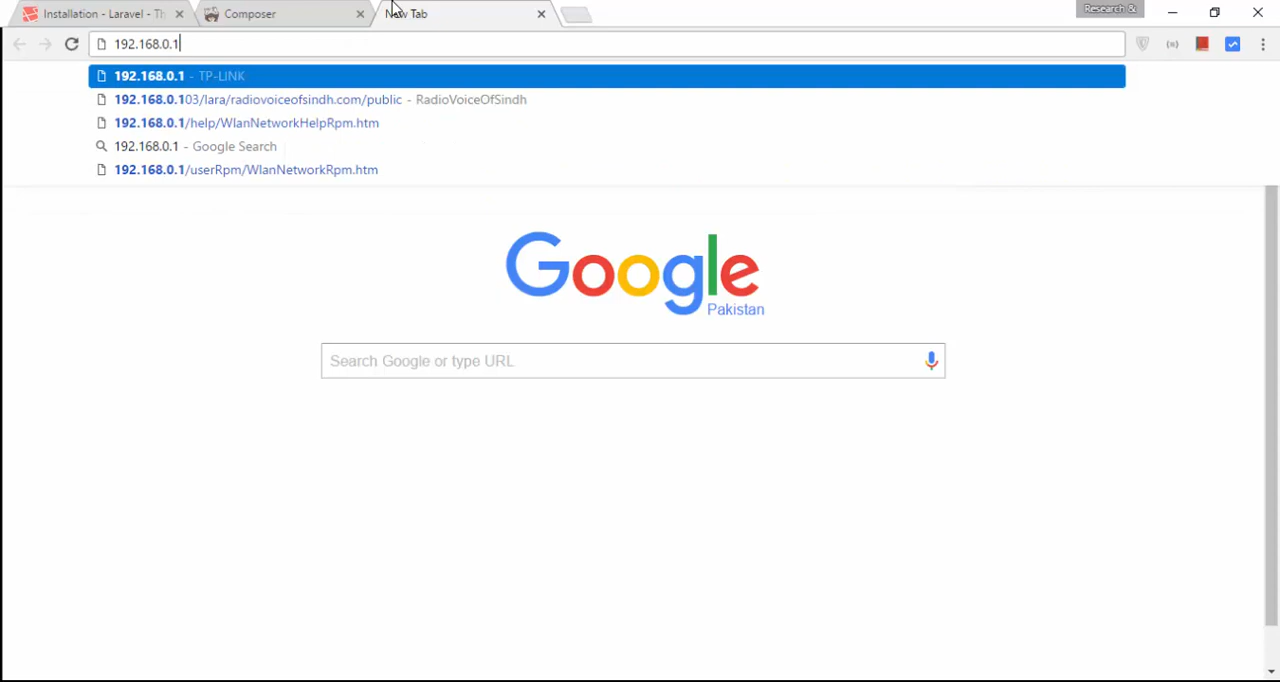 Installation - Laravel - Th
Composer
New Tab
Research &
192.168.0.1
192.168.0.1 - TP-LINK
192.168.0.103/lara/radiovoiceofsindh.com/public - RadioVoiceOfSindh
192.168.0.1/help/WlanNetworkHelpRpm.htm
192.168.0.1 - Google Search
192.168.0.1/userRpm/WlanNetworkRpm.htm
Google
Pakistan
Search Google or type URL